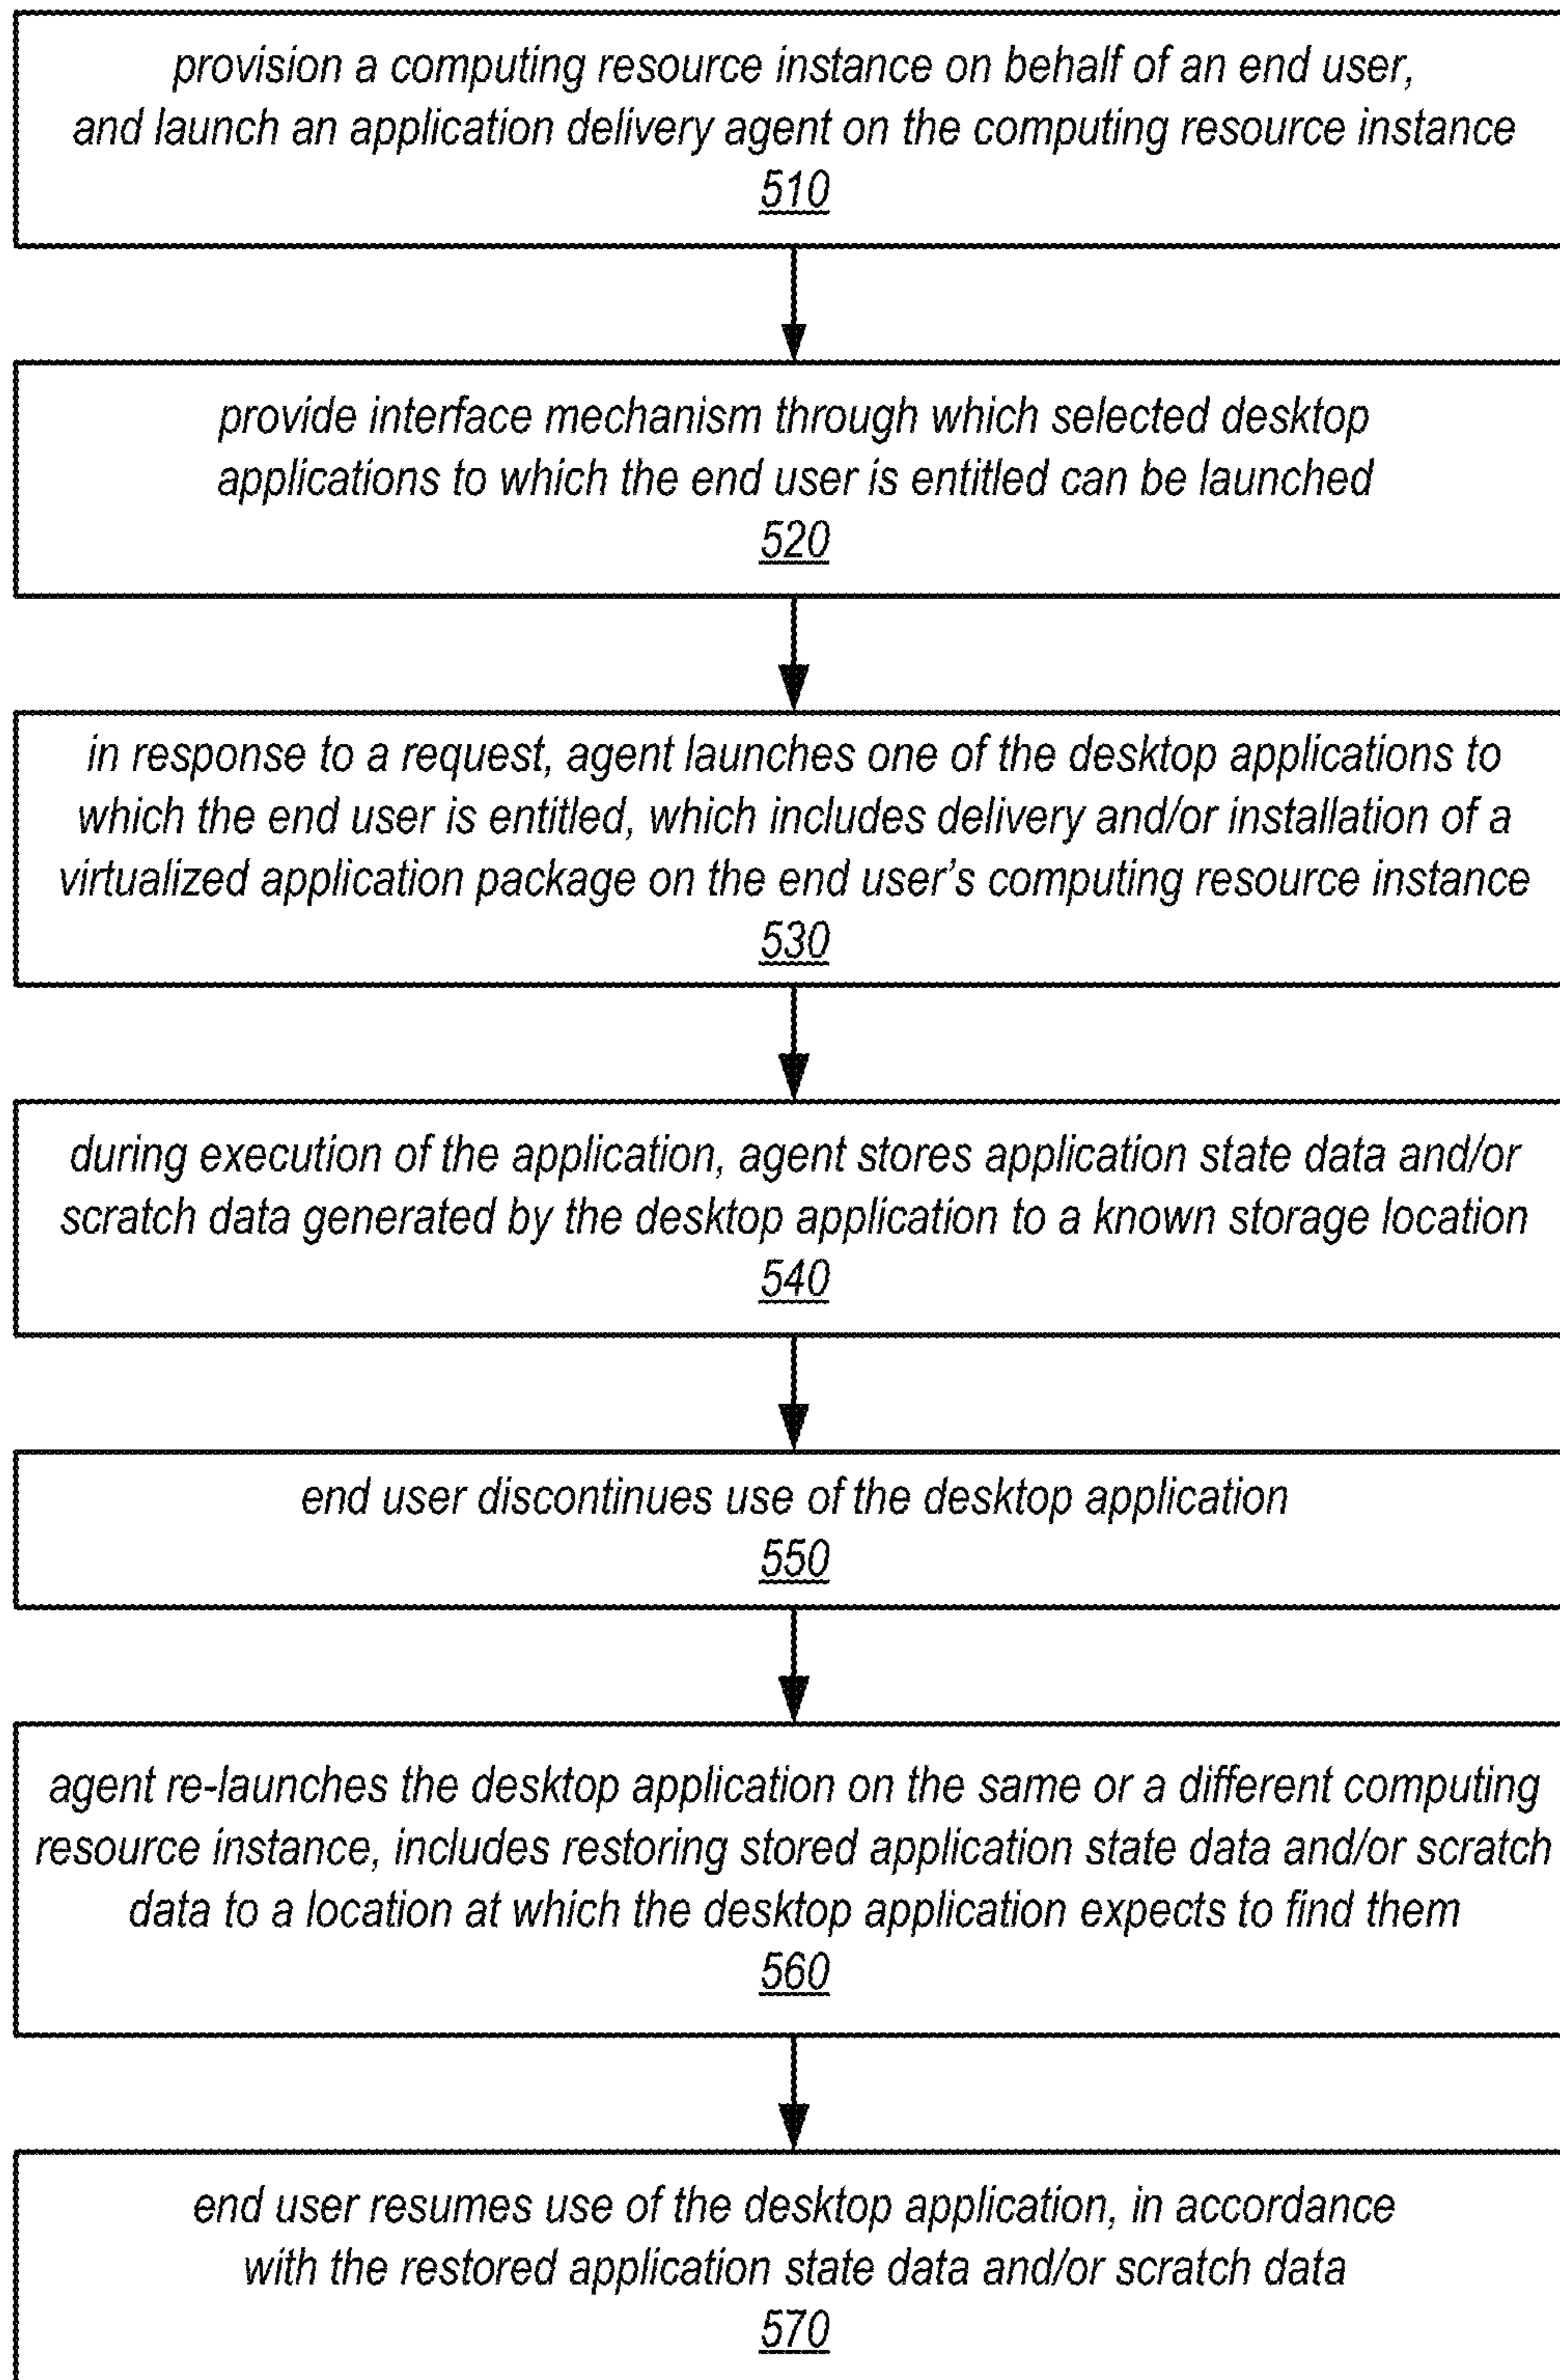 provision a computing resource instance on behalf of an end user,
and launch an application delivery agent on the computing resource instance
510
provide interface mechanism through which selected desktop
applications to which the end user is entitled can be launched
520
in response to a request, agent launches one of the desktop applications to
which the end user is entitled, which includes delivery and/or installation of a
virtualized application package on the end user's computing resource instance
530
during execution of the application, agent stores application state data and/or
scratch data generated by the desktop application to a known storage location
540
end user discontinues use of the desktop application
550
agent re-launches the desktop application on the same or a different computing
resource instance, includes restoring stored application state data and/or scratch
data to a location at which the desktop application expects to find them
560
end user resumes use of the desktop application, in accordance
with the restored application state data and/or scratch data
570